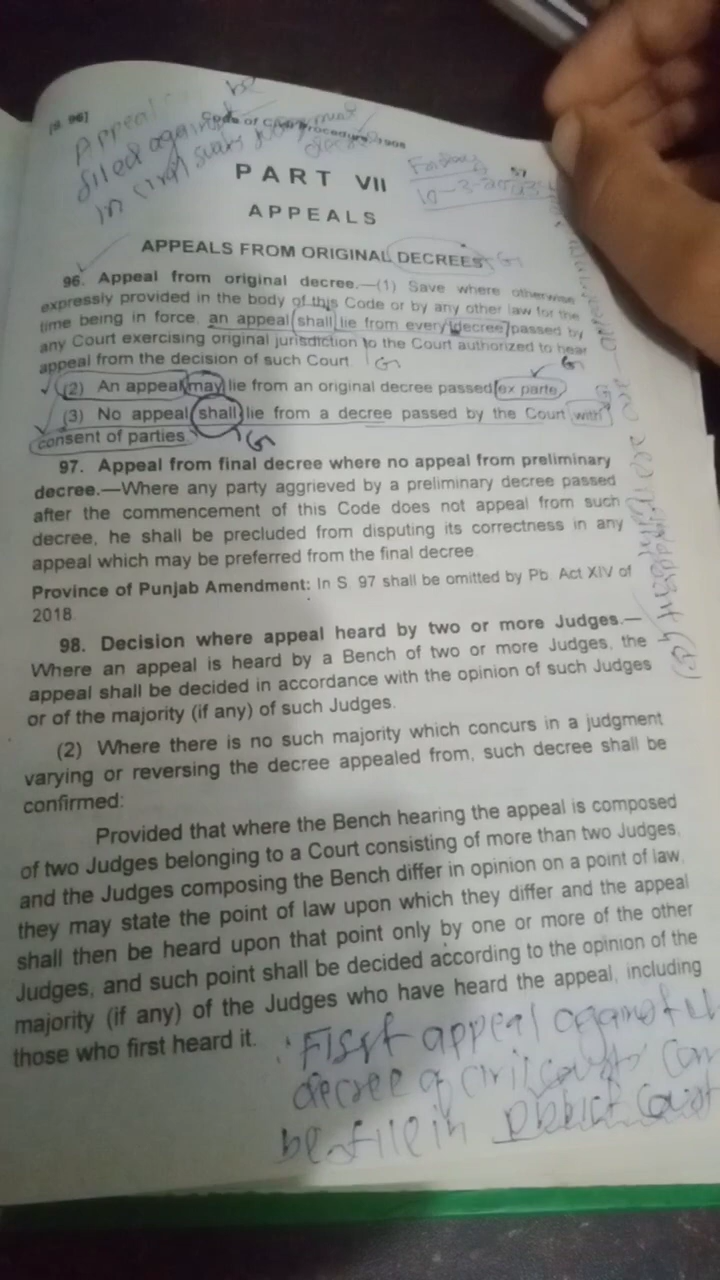 [S. 96]
Code of Civil Procedure, 1908
57
Appeal be
filed against
in civil suits
decree
PART VII
10-3-2023
APPEALS
APPEALS FROM ORIGINAL DECREES
96. Appeal from original decree.—(1) Save where otherwise
expressly provided in the body of this Code or by any other law for the
time being in force, an appeal shall lie from every decree passed by
any Court exercising original jurisdiction to the Court authorized to hear
appeal from the decision of such Court.
(2) An appeal may lie from an original decree passed ex parte.
(3) No appeal shall lie from a decree passed by the Court with
consent of parties.
97. Appeal from final decree where no appeal from preliminary
decree.—Where any party aggrieved by a preliminary decree passed
after the commencement of this Code does not appeal from such
decree, he shall be precluded from disputing its correctness in any
appeal which may be preferred from the final decree.
Province of Punjab Amendment: In S. 97 shall be omitted by Pb. Act XIV of
2018.
98. Decision where appeal heard by two or more Judges.—
Where an appeal is heard by a Bench of two or more Judges, the
appeal shall be decided in accordance with the opinion of such Judges
or of the majority (if any) of such Judges.
(2) Where there is no such majority which concurs in a judgment
varying or reversing the decree appealed from, such decree shall be
confirmed:
Provided that where the Bench hearing the appeal is composed
of two Judges belonging to a Court consisting of more than two Judges,
and the Judges composing the Bench differ in opinion on a point of law,
they may state the point of law upon which they differ and the appeal
shall then be heard upon that point only by one or more of the other
Judges, and such point shall be decided according to the opinion of the
majority (if any) of the Judges who have heard the appeal, including
those who first heard it.
First appeal against
decree of civil courts can
be file in District Court